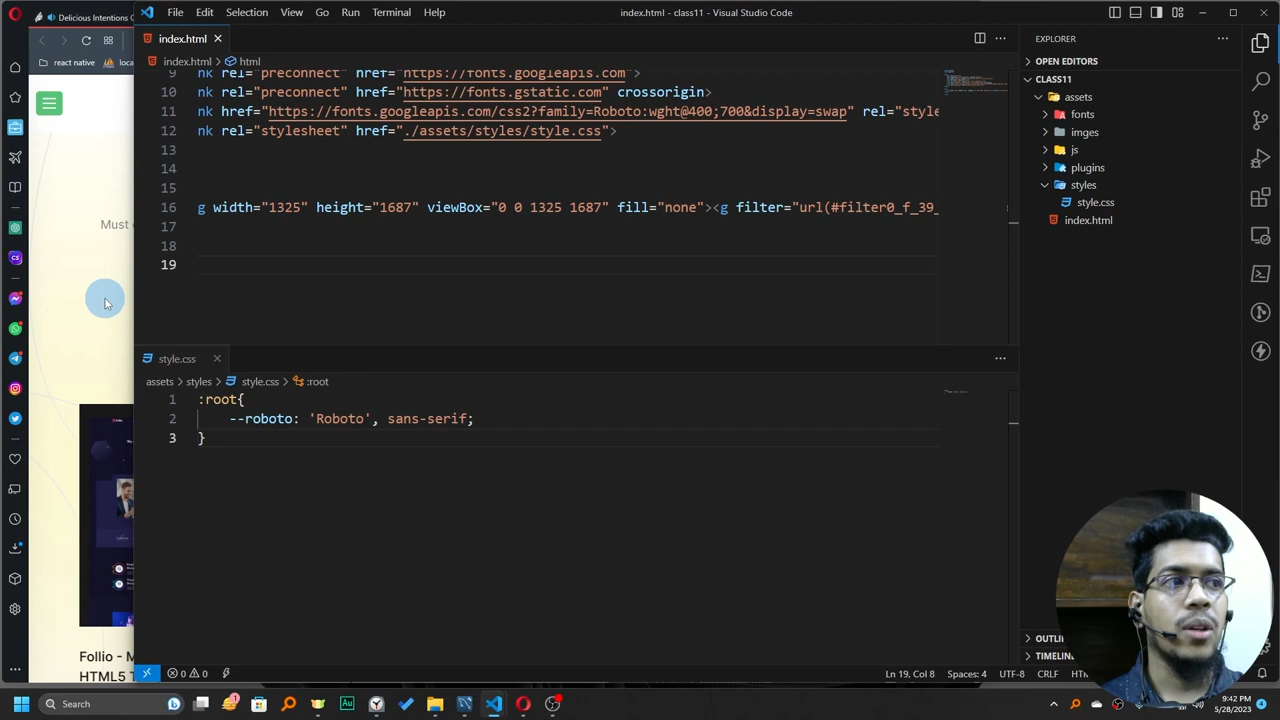 Delicious Intentions
File Edit Selection View Go Run Terminal Help
index.html - class11 - Visual Studio Code
react native
loca
Must
Follio - M
HTML5 T
index.html
index.html > html
9 nk rel="preconnect" href="https://fonts.googleapis.com">
10 nk rel="preconnect" href="https://fonts.gstatic.com" crossorigin>
11 nk href="https://fonts.googleapis.com/css2?family=Roboto:wght@400;700&display=swap" rel="style
12 nk rel="stylesheet" href="./assets/styles/style.css">
13
14
15
16 g width="1325" height="1687" viewBox="0 0 1325 1687" fill="none"><g filter="url(#filter0_f_39_
17
18
19
style.css
assets > styles > style.css > :root
1 :root{
2 --roboto: 'Roboto', sans-serif;
3 }
EXPLORER
OPEN EDITORS
CLASS11
assets
fonts
imges
js
plugins
styles
style.css
index.html
OUTLI
TIMELINE
0 0
Ln 19, Col 8 Spaces: 4 UTF-8 CRLF HT
Search
9:42 PM
5/28/2023